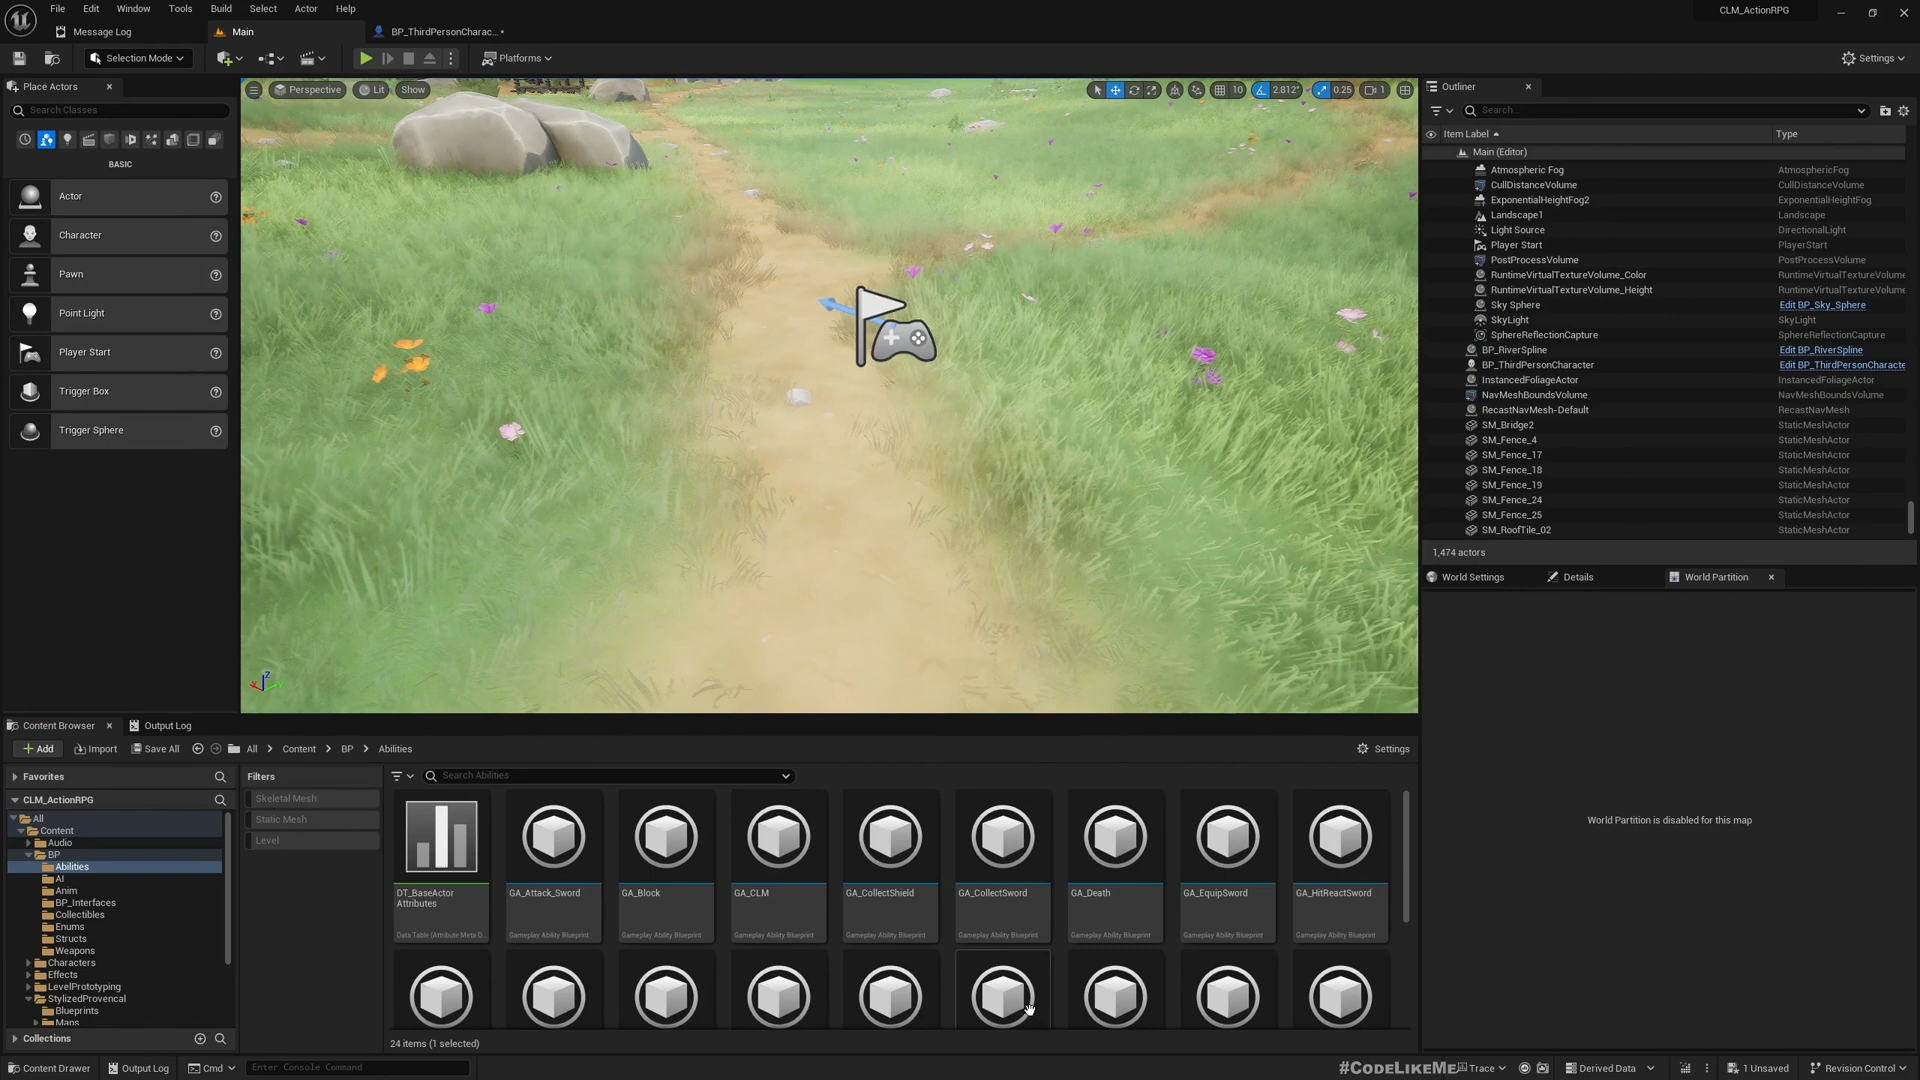 File Edit Window Tools Build Select Actor Help
CLM_ActionRPG
Message Log
Main
BP_ThirdPersonCharac... •
Selection Mode
Platforms
Settings
Place Actors
Search Classes
BASIC
Actor
Character
Pawn
Point Light
Player Start
Trigger Box
Trigger Sphere
Perspective Lit Show
10 2.812° 0.25 1
Outliner
Search...
Item Label Type
Main (Editor)
Atmospheric Fog AtmosphericFog
CullDistanceVolume CullDistanceVolume
ExponentialHeightFog2 ExponentialHeightFog
Landscape1 Landscape
Light Source DirectionalLight
Player Start PlayerStart
PostProcessVolume PostProcessVolume
RuntimeVirtualTextureVolume_Color RuntimeVirtualTextureVolume
RuntimeVirtualTextureVolume_Height RuntimeVirtualTextureVolume
Sky Sphere Edit BP_Sky_Sphere
SkyLight SkyLight
SphereReflectionCapture SphereReflectionCapture
BP_RiverSpline Edit BP_RiverSpline
BP_ThirdPersonCharacter Edit BP_ThirdPersonCharacte
InstancedFoliageActor InstancedFoliageActor
NavMeshBoundsVolume NavMeshBoundsVolume
RecastNavMesh-Default RecastNavMesh
SM_Bridge2 StaticMeshActor
SM_Fence_4 StaticMeshActor
SM_Fence_17 StaticMeshActor
SM_Fence_18 StaticMeshActor
SM_Fence_19 StaticMeshActor
SM_Fence_24 StaticMeshActor
SM_Fence_25 StaticMeshActor
SM_RoofTile_02 StaticMeshActor
1,474 actors
World Settings
Details
World Partition
World Partition is disabled for this map
Content Browser
Output Log
Add Import Save All All > Content > BP > Abilities
Settings
Favorites
CLM_ActionRPG
All
Content
Audio
BP
Abilities
AI
Anim
BP_Interfaces
Collectibles
Enums
Structs
Weapons
Characters
Effects
LevelPrototyping
StylizedProvencal
Blueprints
Maps
Collections
Filters
Skeletal Mesh
Static Mesh
Level
Search Abilities
DT_BaseActor
Attributes
Data Table (Attribute Meta D...
GA_Attack_Sword
Gameplay Ability Blueprint
GA_Block
Gameplay Ability Blueprint
GA_CLM
Gameplay Ability Blueprint
GA_CollectShield
Gameplay Ability Blueprint
GA_CollectSword
Gameplay Ability Blueprint
GA_Death
Gameplay Ability Blueprint
GA_EquipSword
Gameplay Ability Blueprint
GA_HitReactSword
Gameplay Ability Blueprint
24 items (1 selected)
Content Drawer
Output Log
Cmd
Enter Console Command
#CodeLikeMe
Trace
Derived Data
1 Unsaved
Revision Control